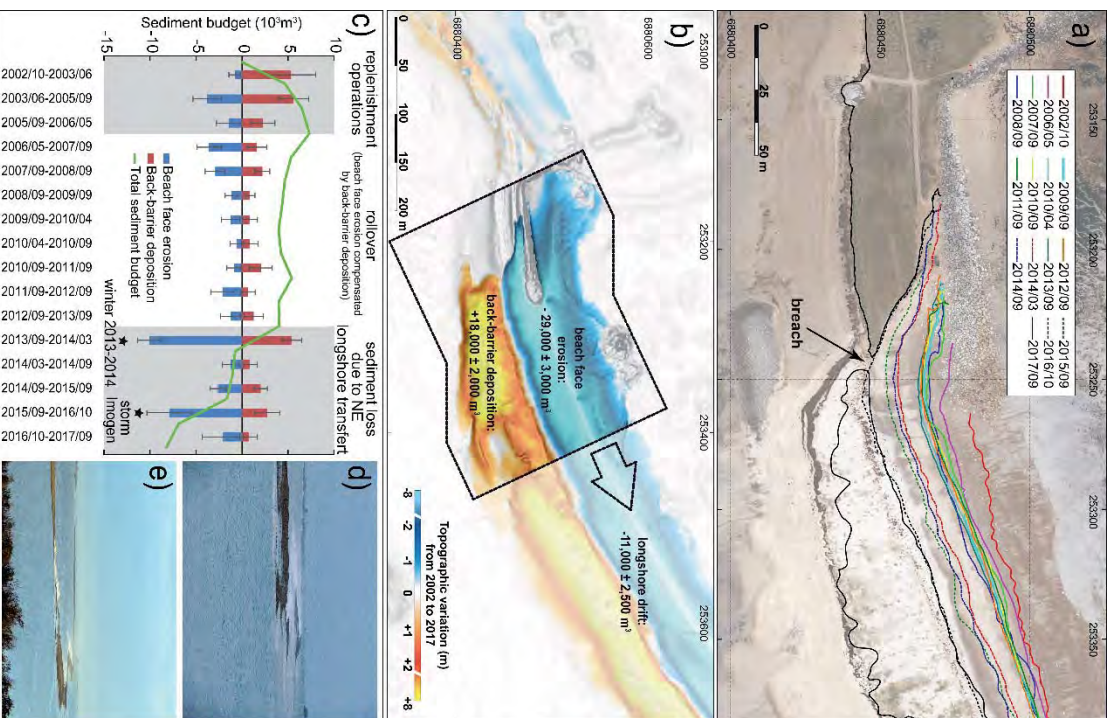 a)
6880400
6880450
6880500
253150
253200
253250
253300
253350
0 25 50 m
breach
2002/10
2006/05
2007/09
2008/09
2009/09
2010/04
2010/09
2011/09
2012/09
2013/09
2014/03
2014/09
2015/09
2016/10
2017/09
b)
6880400
6880600
253000
253200
253400
253600
0 50 100 150 200 m
beach face
erosion:
- 29,000 ± 3,000 m³
back-barrier deposition:
+18,000 ± 2,000 m³
longshore drift:
-11,000 ± 2,500 m³
Topographic variation (m)
from 2002 to 2017
-8 -2 -1 0 +1 +2 +8
c)
Sediment budget (10³m³)
-15 -10 -5 0 5 10
replenishment
operations
rollover
(beach face erosion compensated
by back-barrier deposition)
sediment loss
due to NE
longshore transfert
Beach face erosion
Back-barrier deposition
Total sediment budget
winter 2013-2014
storm
Imogen
2002/10-2003/06
2003/06-2005/09
2005/09-2006/05
2006/05-2007/09
2007/09-2008/09
2008/09-2009/09
2009/09-2010/04
2010/04-2010/09
2010/09-2011/09
2011/09-2012/09
2012/09-2013/09
2013/09-2014/03
2014/03-2014/09
2014/09-2015/09
2015/09-2016/10
2016/10-2017/09
d)
e)